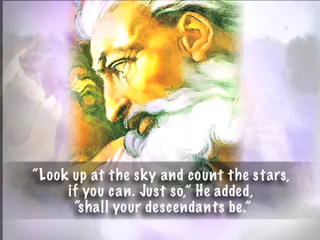 “Look up at the sky and count the stars,
if you can. Just so,” He added,
“shall your descendants be.”